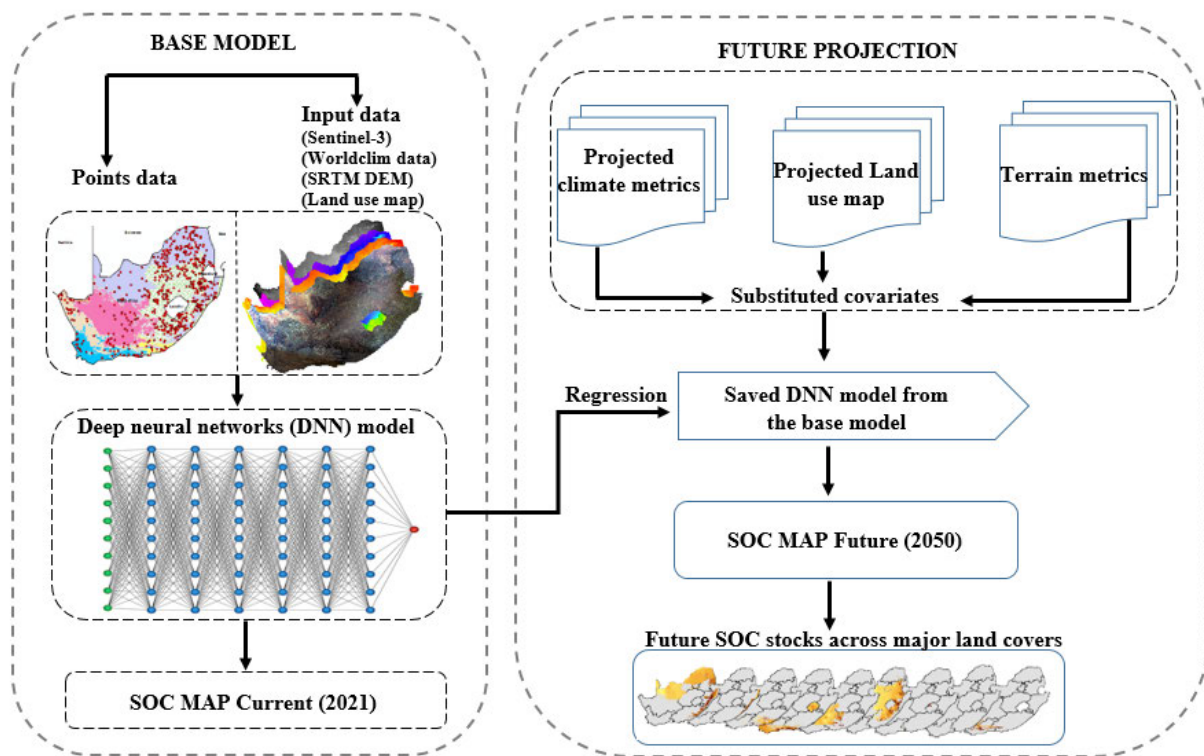 BASE MODEL
Points data
Input data
(Sentinel-3)
(Worldclim data)
(SRTM DEM)
(Land use map)
Deep neural networks (DNN) model
SOC MAP Current (2021)
FUTURE PROJECTION
Projected
climate metrics
Projected Land
use map
Terrain metrics
Substituted covariates
Regression
Saved DNN model from
the base model
SOC MAP Future (2050)
Future SOC stocks across major land covers